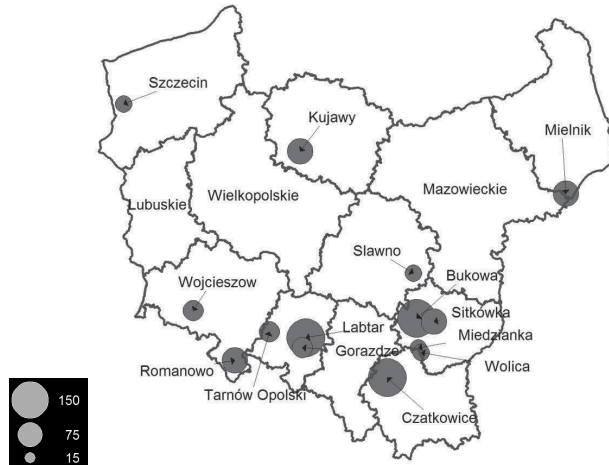 Szczecin
Kujawy
Mielnik
Lubuskie
Wielkopolskie
Mazowieckie
Slawno
Bukowa
Wojcieszow
Sitkówka
Labtar
Miedzianka
Gorazdze
Romanowo
Wolica
Tarnów Opolski
Czatkowice
150
75
15